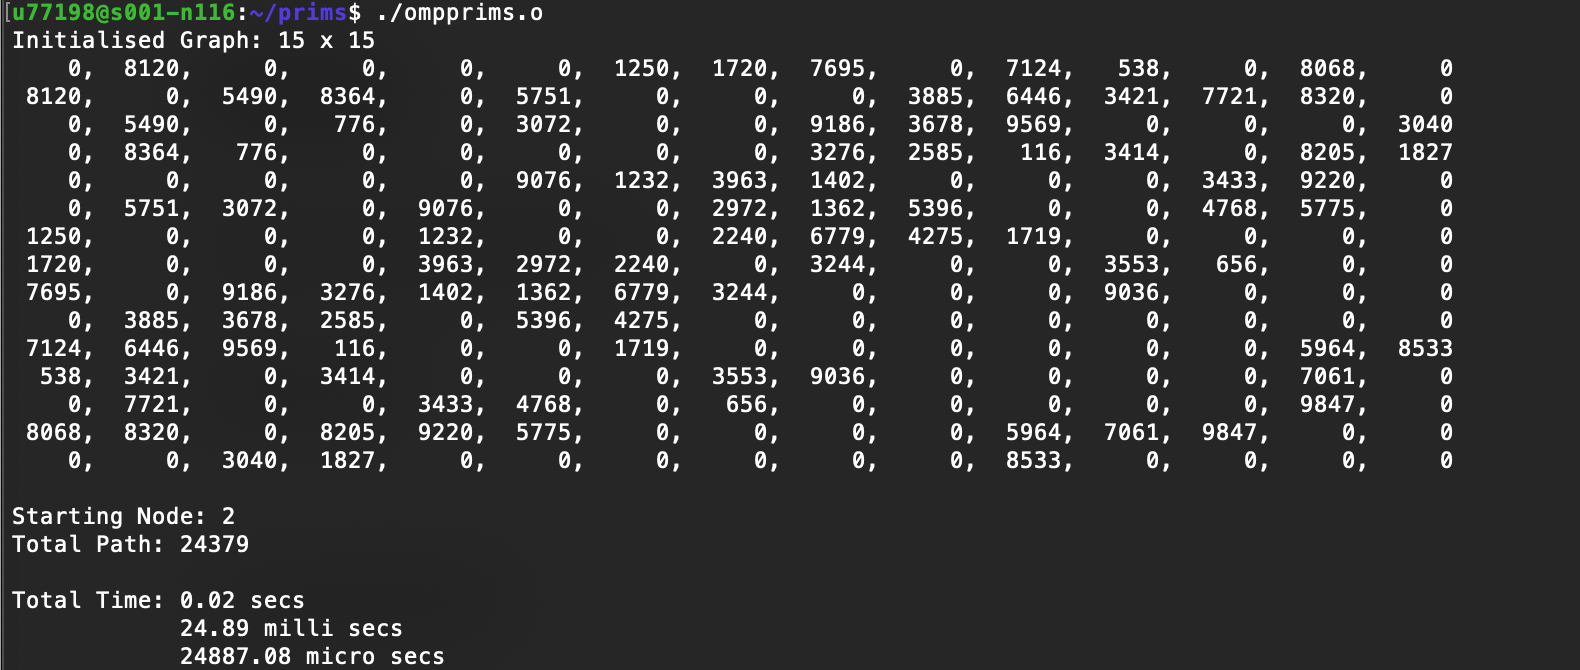 [u77198@s001-n116:~/prims$ ./ompprims.o
Initialised Graph: 15 x 15
    0,  8120,     0,     0,     0,     0,  1250,  1720,  7695,     0,  7124,   538,     0,  8068,     0
 8120,     0,  5490,  8364,     0,  5751,     0,     0,     0,  3885,  6446,  3421,  7721,  8320,     0
    0,  5490,     0,   776,     0,  3072,     0,     0,  9186,  3678,  9569,     0,     0,     0,  3040
    0,  8364,   776,     0,     0,     0,     0,     0,  3276,  2585,   116,  3414,     0,  8205,  1827
    0,     0,     0,     0,     0,  9076,  1232,  3963,  1402,     0,     0,     0,  3433,  9220,     0
    0,  5751,  3072,     0,  9076,     0,     0,  2972,  1362,  5396,     0,     0,  4768,  5775,     0
 1250,     0,     0,     0,  1232,     0,     0,  2240,  6779,  4275,  1719,     0,     0,     0,     0
 1720,     0,     0,     0,  3963,  2972,  2240,     0,  3244,     0,     0,  3553,   656,     0,     0
 7695,     0,  9186,  3276,  1402,  1362,  6779,  3244,     0,     0,     0,  9036,     0,     0,     0
    0,  3885,  3678,  2585,     0,  5396,  4275,     0,     0,     0,     0,     0,     0,     0,     0
 7124,  6446,  9569,   116,     0,     0,  1719,     0,     0,     0,     0,     0,     0,  5964,  8533
  538,  3421,     0,  3414,     0,     0,     0,  3553,  9036,     0,     0,     0,     0,  7061,     0
    0,  7721,     0,     0,  3433,  4768,     0,   656,     0,     0,     0,     0,     0,  9847,     0
 8068,  8320,     0,  8205,  9220,  5775,     0,     0,     0,     0,  5964,  7061,  9847,     0,     0
    0,     0,  3040,  1827,     0,     0,     0,     0,     0,     0,  8533,     0,     0,     0,     0
Starting Node: 2
Total Path: 24379
Total Time: 0.02 secs
24.89 milli secs
24887.08 micro secs